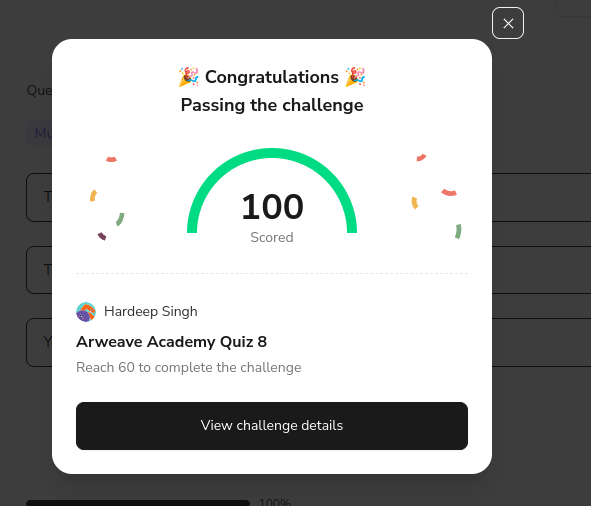 🎉 Congratulations 🎉
Passing the challenge
100
Scored
Hardeep Singh
Arweave Academy Quiz 8
Reach 60 to complete the challenge
View challenge details
Que
Mu
T
T
Y
100%